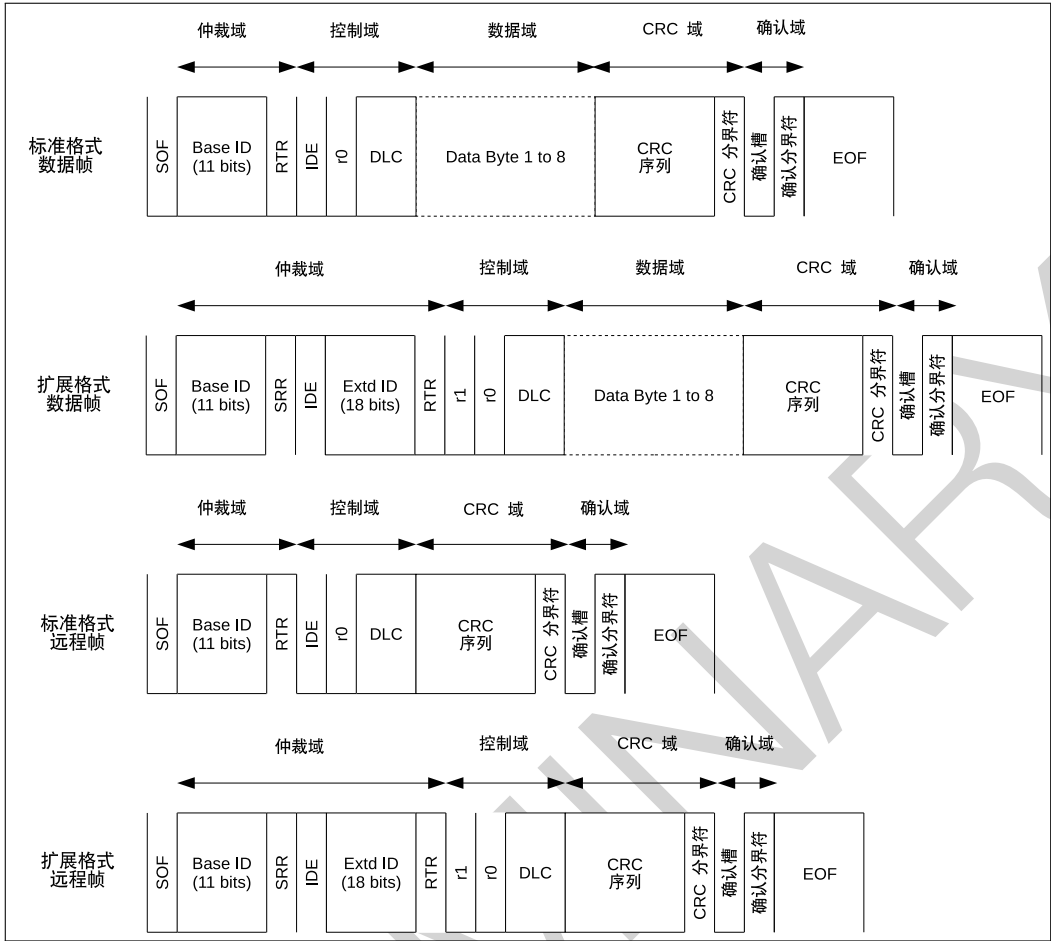 仲裁域 控制域 数据域 CRC 域 确认域
标准格式
数据帧
SOF
Base ID
(11 bits)
RTR
IDE
r0
DLC
Data Byte 1 to 8
CRC
序列
CRC 分界符
确认槽
确认分界符
EOF
仲裁域 控制域 数据域 CRC 域 确认域
扩展格式
数据帧
SOF
Base ID
(11 bits)
SRR
IDE
Extd ID
(18 bits)
RTR
r1
r0
DLC
Data Byte 1 to 8
CRC
序列
CRC 分界符
确认槽
确认分界符
EOF
仲裁域 控制域 CRC 域 确认域
标准格式
远程帧
SOF
Base ID
(11 bits)
RTR
IDE
r0
DLC
CRC
序列
CRC 分界符
确认槽
确认分界符
EOF
仲裁域 控制域 CRC 域 确认域
扩展格式
远程帧
SOF
Base ID
(11 bits)
SRR
IDE
Extd ID
(18 bits)
RTR
r1
r0
DLC
CRC
序列
CRC 分界符
确认槽
确认分界符
EOF